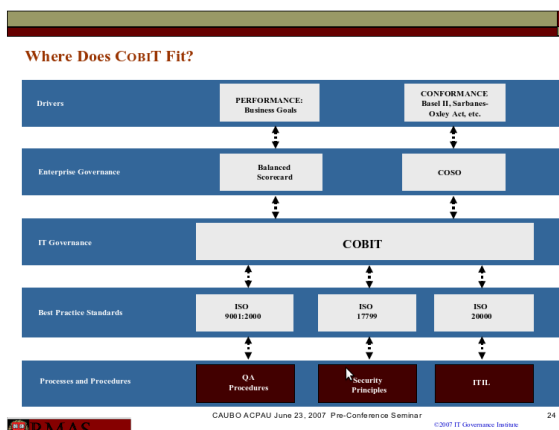 Where Does COBIT Fit?
Drivers
PERFORMANCE:
Business Goals
CONFORMANCE
Basel II, Sarbanes-
Oxley Act, etc.
Enterprise Governance
Balanced
Scorecard
COSO
IT Governance
COBIT
Best Practice Standards
ISO
9001:2000
ISO
17799
ISO
20000
Processes and Procedures
QA
Procedures
Security
Principles
ITIL
CAUBO ACPAU June 23, 2007 Pre-Conference Seminar
24
©2007 IT Governance Institute